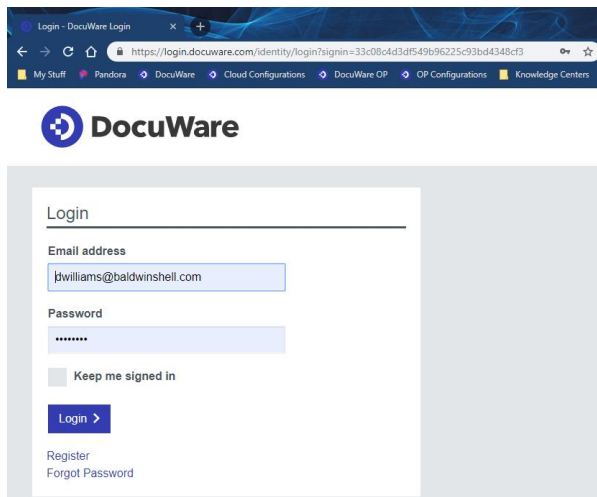 Login - DocuWare Login
https://login.docuware.com/identity/login?signin=33c08c4d3df549b96225c93bd4348cf3
My Stuff Pandora DocuWare Cloud Configurations DocuWare OP OP Configurations Knowledge Centers
DocuWare
Login
Email address
dwilliams@baldwinshell.com
Password
••••••••
Keep me signed in
Login
Register
Forgot Password